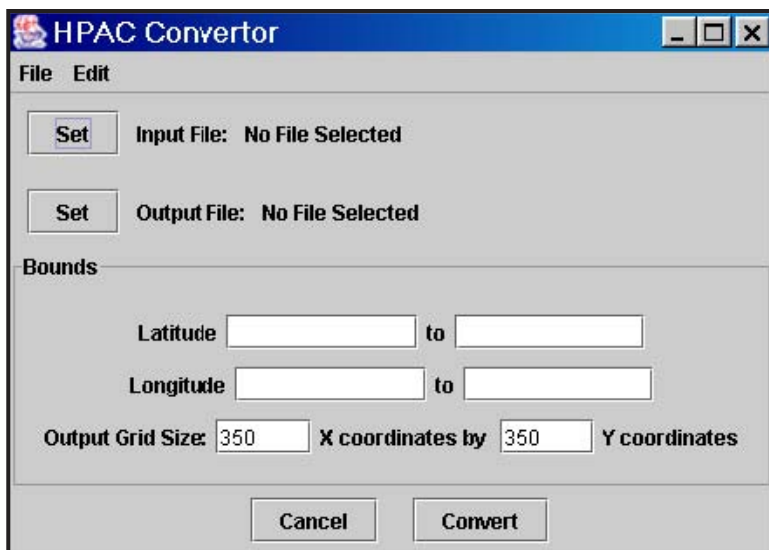 HPAC Convertor
File Edit
Set Input File: No File Selected
Set Output File: No File Selected
Bounds
Latitude to
Longitude to
Output Grid Size: 350 X coordinates by 350 Y coordinates
Cancel Convert